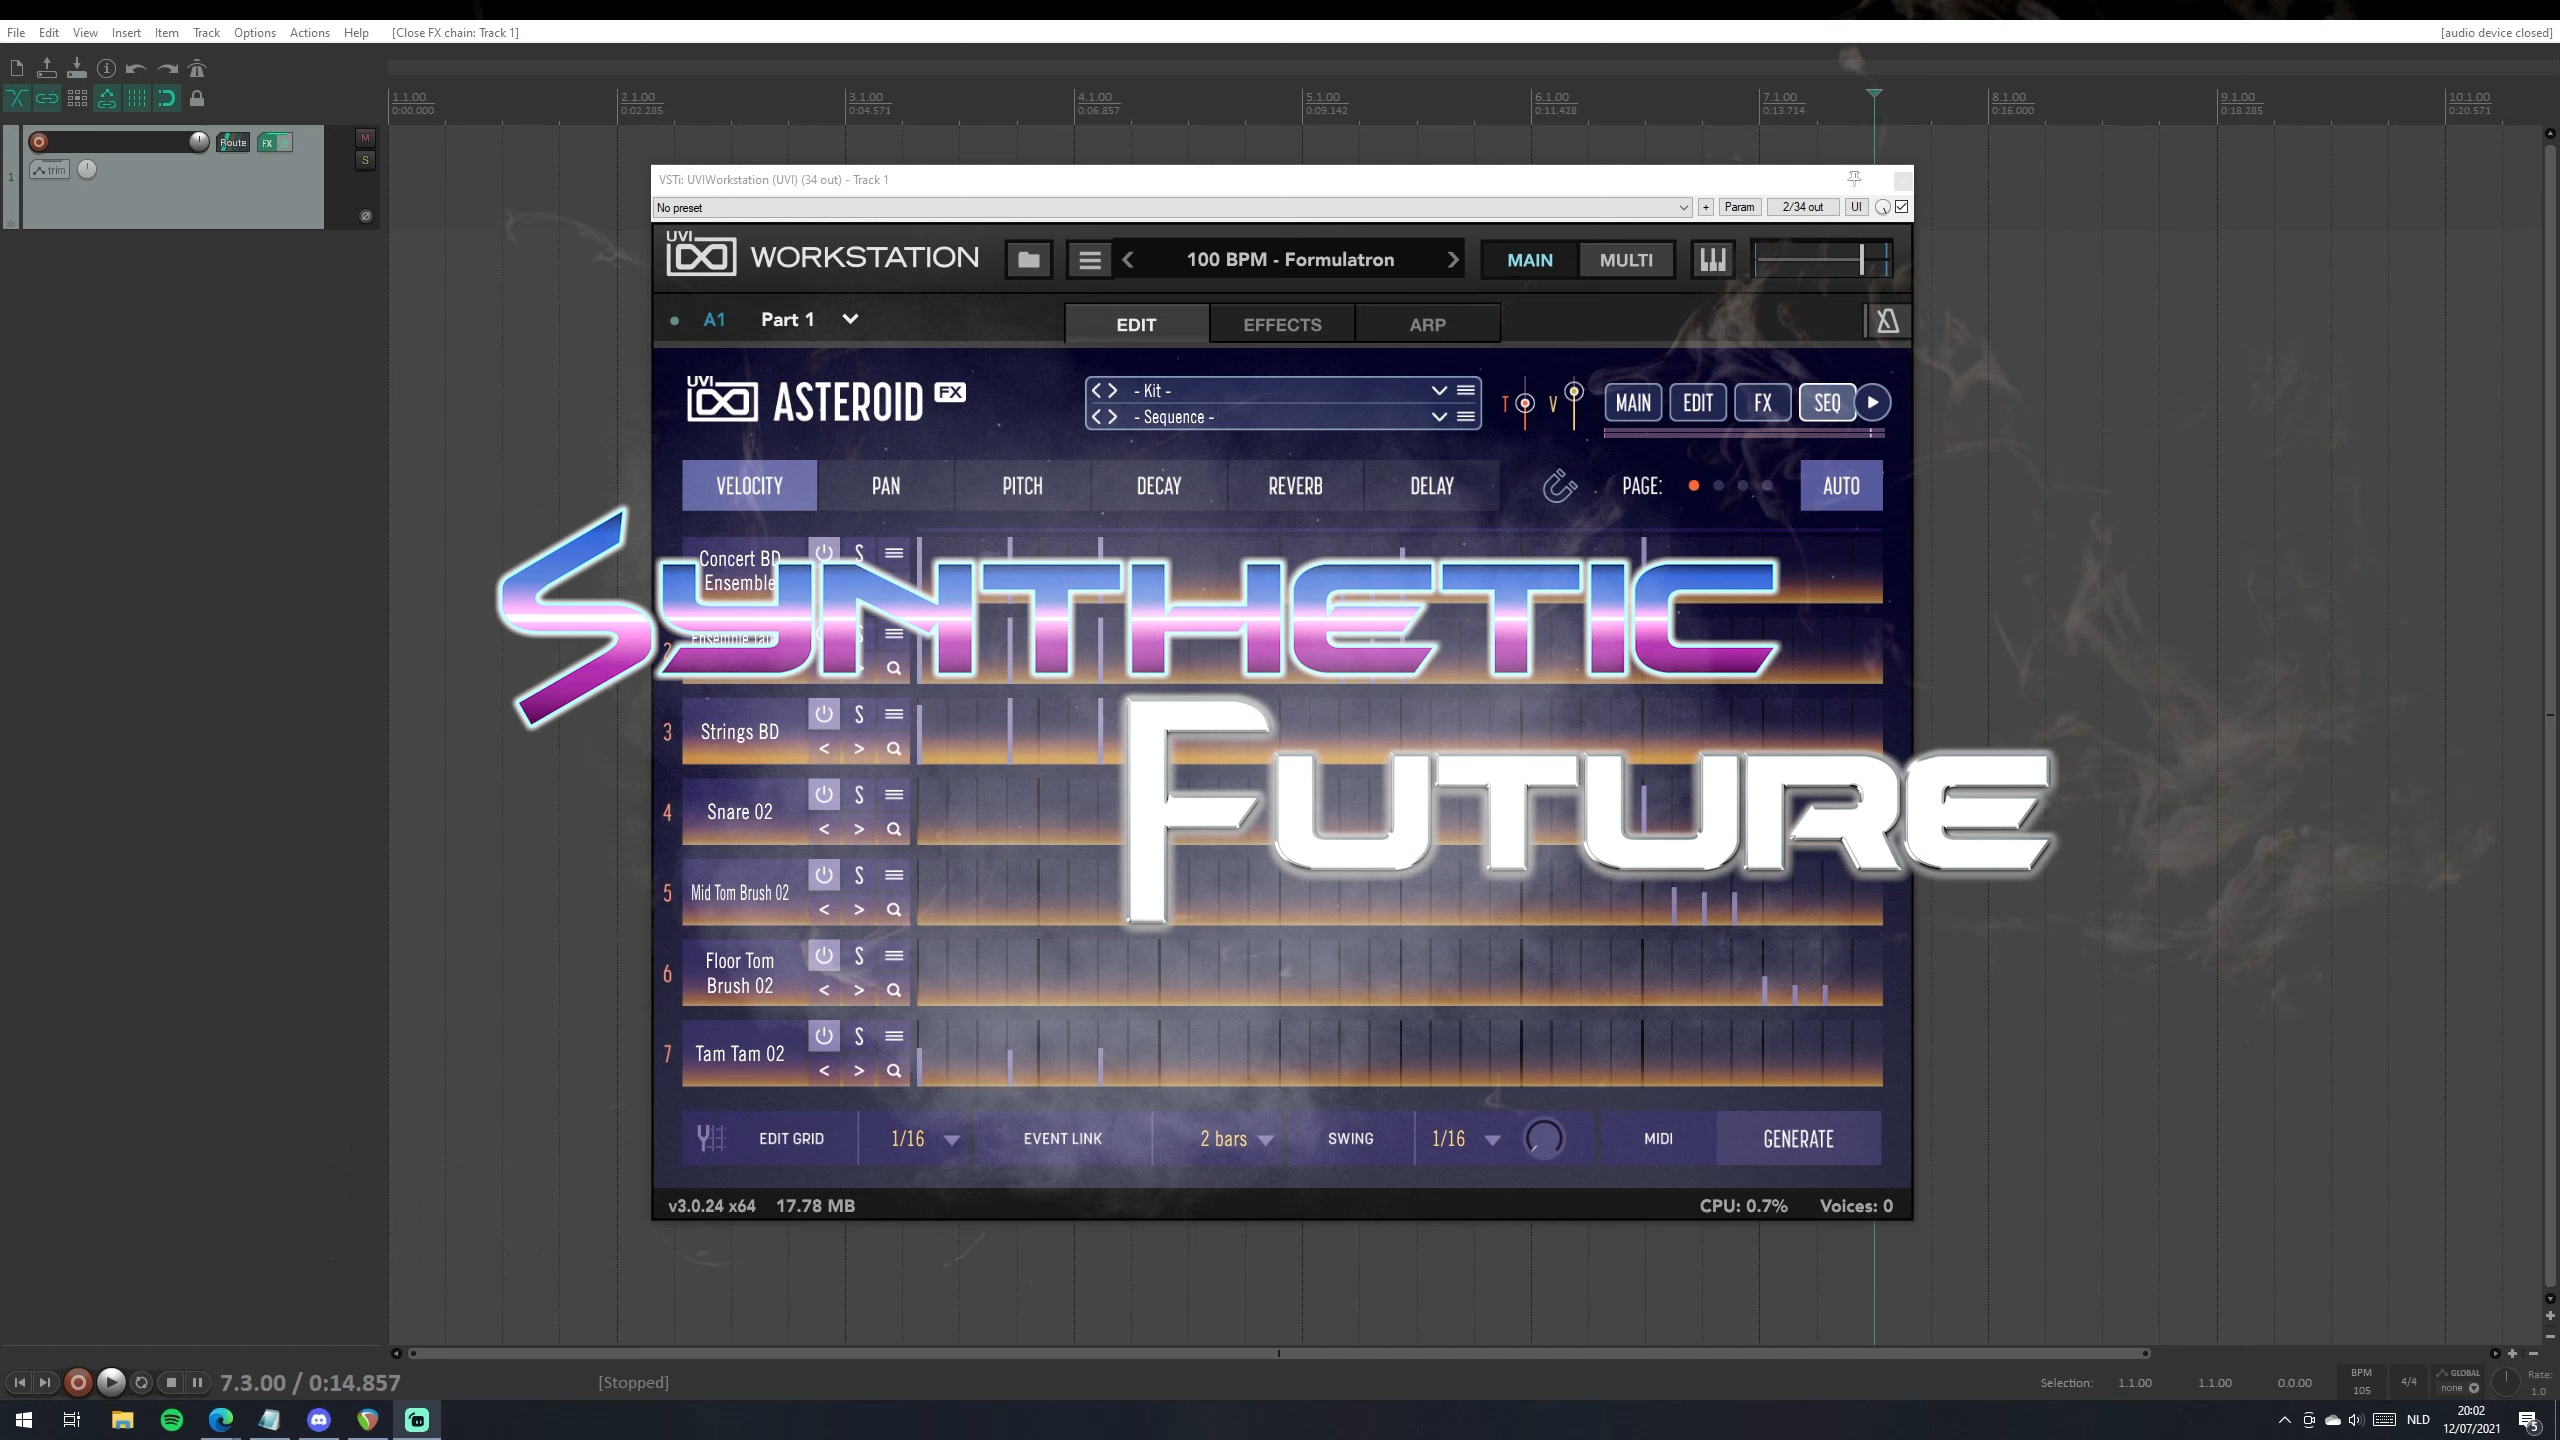 File Edit View Insert Item Track Options Actions Help [Close FX chain: Track 1] [audio device closed]
1.1.00 2.1.00 3.1.00 4.1.00 5.1.00 6.1.00 7.1.00 8.1.00 9.1.00 10.1.00
0:00.000 0:02.285 0:04.571 0:06.857 0:09.142 0:11.428 0:13.714 0:16.000 0:18.285 0:20.571
Route FX M
1 trim S
VSTi: UVIWorkstation (UVI) (34 out) - Track 1
No preset + Param 2/34 out UI
UVI WORKSTATION 100 BPM - Formulatron MAIN MULTI
A1 Part 1 EDIT EFFECTS ARP
UVI ASTEROID FX - Kit - T V MAIN EDIT FX SEQ
- Sequence -
VELOCITY PAN PITCH DECAY REVERB DELAY PAGE: AUTO
Concert BD S
Ensemble
SYNTHETIC
FUTURE
3 Strings BD S
4 Snare 02 S
5 Mid Tom Brush 02 S
6 Floor Tom S
Brush 02
7 Tam Tam 02 S
EDIT GRID 1/16 EVENT LINK 2 bars SWING 1/16 MIDI GENERATE
v3.0.24 x64 17.78 MB CPU: 0.7% Voices: 0
7.3.00 / 0:14.857 [Stopped] Selection: 1.1.00 1.1.00 0.0.00 BPM 105 4/4 GLOBAL none Rate: 1.0
NLD 20:02
12/07/2021 5